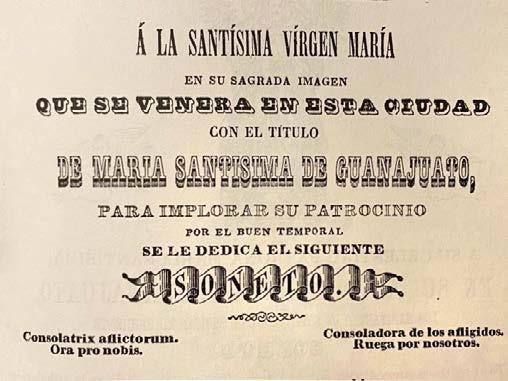 Á LA SANTÍSIMA VÍRGEN MARÍA
EN SU SAGRADA IMAGEN
QUE SE VENERA EN ESTA CIUDAD
CON EL TÍTULO
DE MARIA SANTISIMA DE GUANAJUATO,
PARA IMPLORAR SU PATROCINIO
POR EL BUEN TEMPORAL
SE LE DEDICA EL SIGUIENTE
SONETO.
Consolatrix aflictorum.
Ora pro nobis.
Consoladora de los afligidos.
Ruega por nosotros.